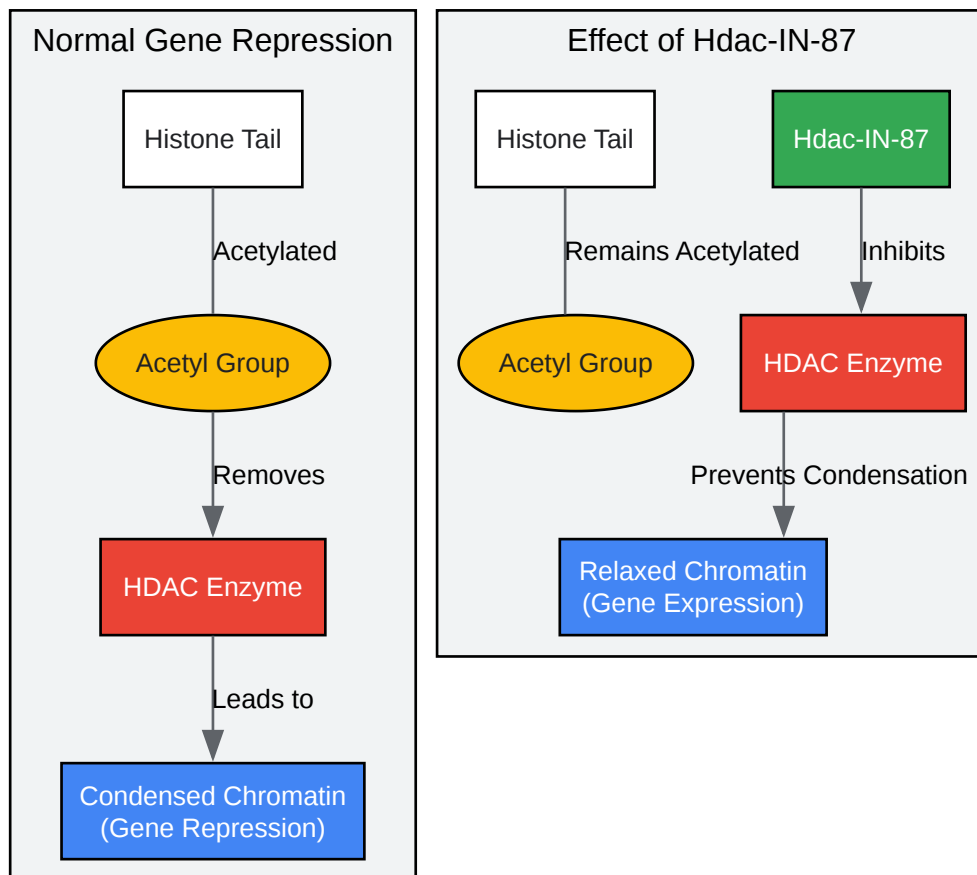 Normal Gene Repression
Histone Tail
Acetylated
Acetyl Group
Removes
HDAC Enzyme
Leads to
Condensed Chromatin
(Gene Repression)
Effect of Hdac-IN-87
Histone Tail
Hdac-IN-87
Remains Acetylated
Inhibits
Acetyl Group
HDAC Enzyme
Prevents Condensation
Relaxed Chromatin
(Gene Expression)